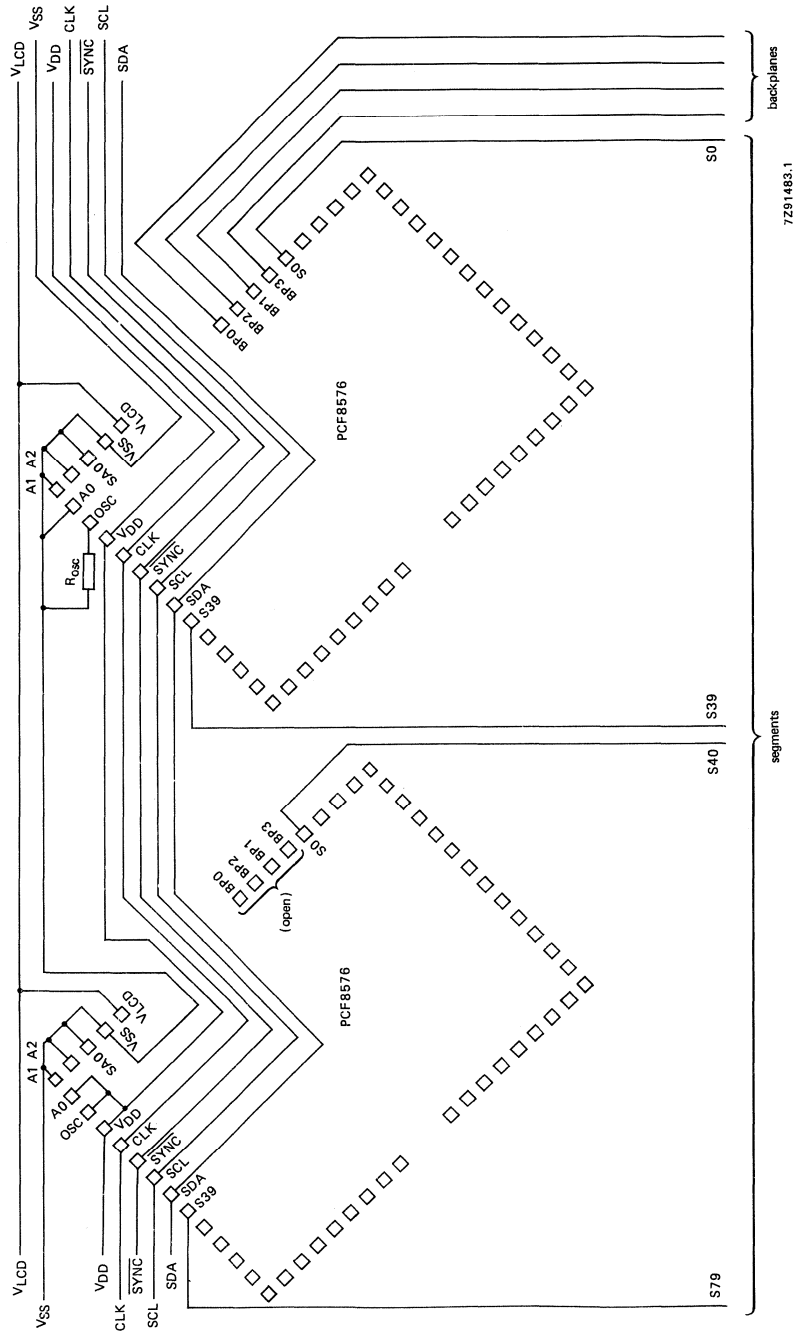 VLCD
VSS
VDD
CLK
SYNC
SCL
SDA
A1 A2
A0
OSC
SA0
VSS
VLCD
VDD
CLK
SYNC
SCL
SDA
S39
BP0
BP2
BP1
BP3
S0
(open)
PCF8576
ROSC
A1 A2
A0
OSC
SA0
VSS
VLCD
VDD
CLK
SYNC
SCL
SDA
S39
BP0
BP2
BP1
BP3
S0
PCF8576
VLCD
VSS
VDD
CLK
SYNC
SCL
SDA
S79
S40
S39
S0
segments
backplanes
7Z91483.1